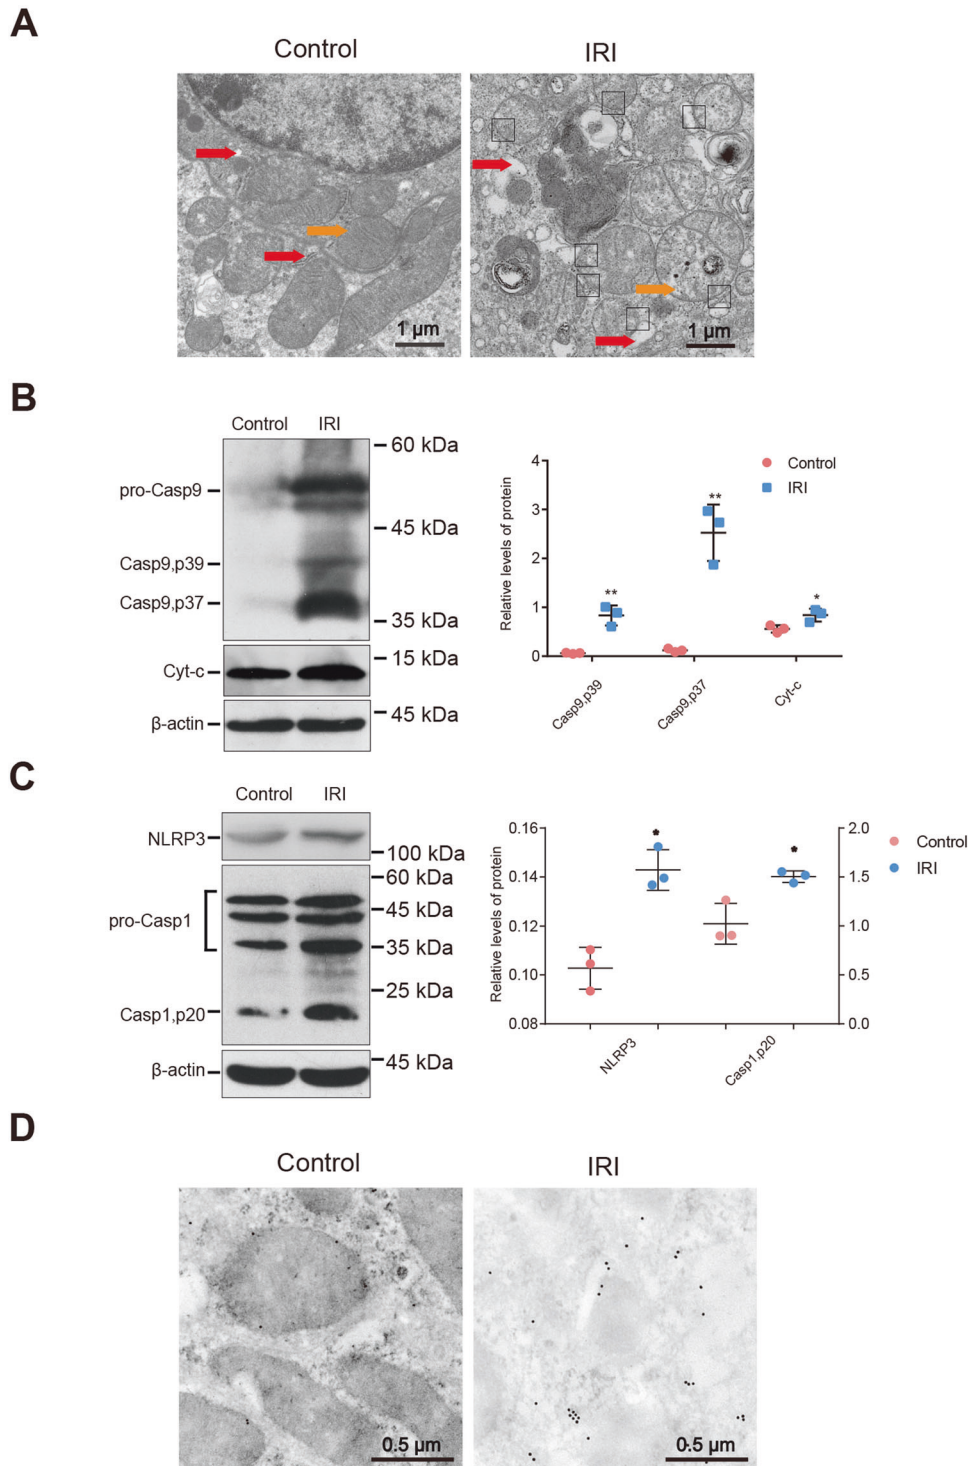 A
Control
IRI
1 µm
1 µm
B
Control
IRI
60 kDa
pro-Casp9
45 kDa
Casp9,p39
Casp9,p37
35 kDa
15 kDa
Cyt-c
45 kDa
β-actin
Relative levels of protein
4
3
2
1
0
Control
IRI
**
**
*
Casp9,p39
Casp9,p37
Cyt-c
C
Control
IRI
NLRP3
100 kDa
60 kDa
pro-Casp1
45 kDa
35 kDa
25 kDa
Casp1,p20
45 kDa
β-actin
Relative levels of protein
0.16
0.14
0.12
0.10
0.08
2.0
1.5
1.0
0.5
0.0
*
*
Control
IRI
NLRP3
Casp1,p20
D
Control
IRI
0.5 µm
0.5 µm